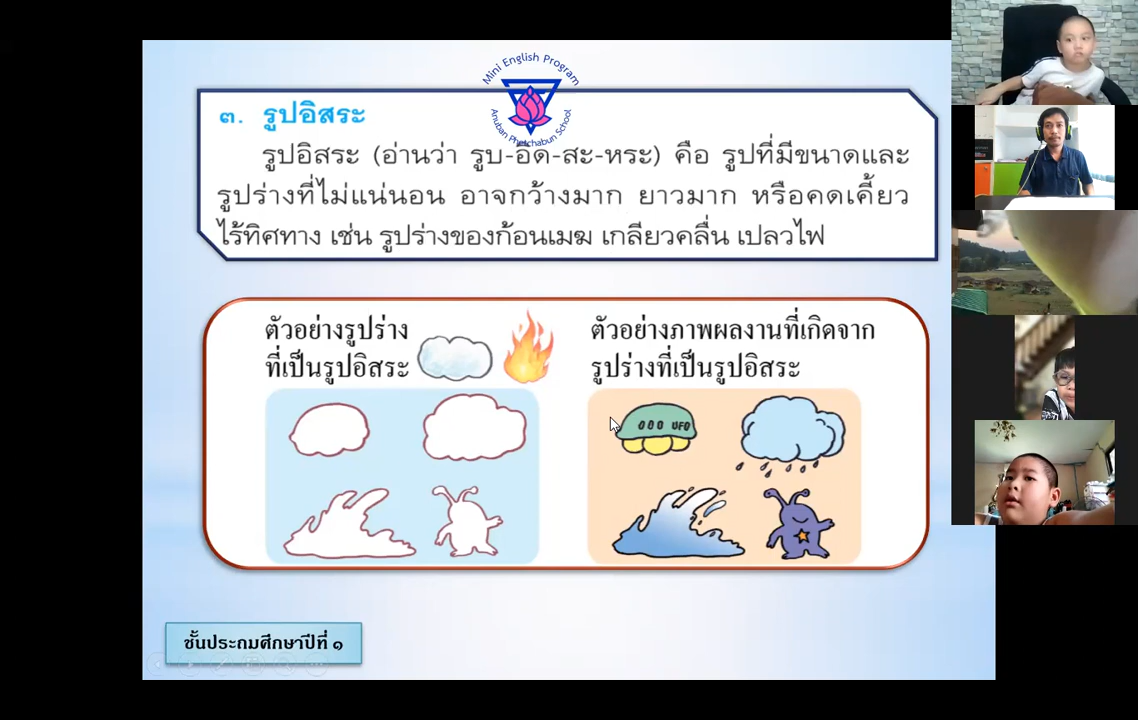 Mini English Program
Anuban Phetchabun School
๓. รูปอิสระ
รูปอิสระ (อ่านว่า รูบ-อิด-สะ-หระ) คือ รูปที่มีขนาดและ
รูปร่างที่ไม่แน่นอน อาจกว้างมาก ยาวมาก หรือคดเคี้ยว
ไร้ทิศทาง เช่น รูปร่างของก้อนเมฆ เกลียวคลื่น เปลวไฟ
ตัวอย่างรูปร่าง
ที่เป็นรูปอิสระ
ตัวอย่างภาพผลงานที่เกิดจาก
รูปร่างที่เป็นรูปอิสระ
UFO
ชั้นประถมศึกษาปีที่ ๑